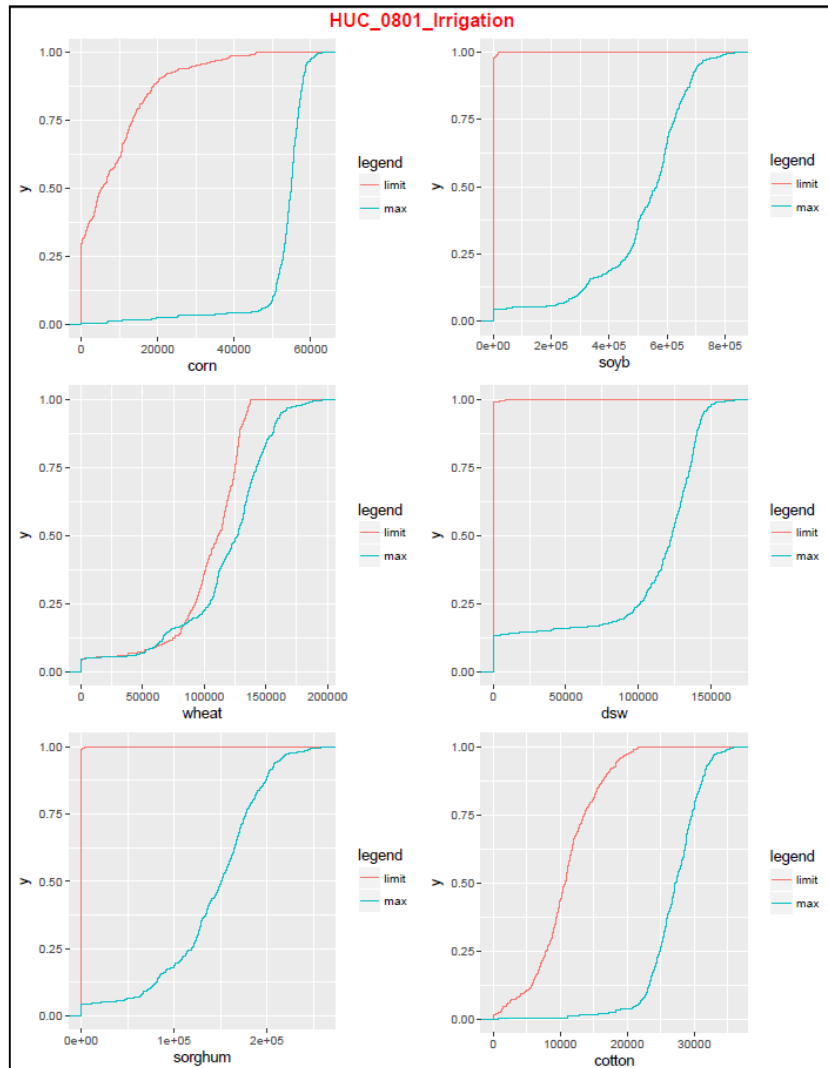 HUC_0801_Irrigation
1.00
0.75
0.50
0.25
0.00
y
0
20000
40000
60000
corn
legend
limit
max
1.00
0.75
0.50
0.25
0.00
y
0e+00
2e+05
4e+05
6e+05
8e+05
soyb
legend
limit
max
1.00
0.75
0.50
0.25
0.00
y
0
50000
100000
150000
200000
wheat
legend
limit
max
1.00
0.75
0.50
0.25
0.00
y
0
50000
100000
150000
dsw
legend
limit
max
1.00
0.75
0.50
0.25
0.00
y
0e+00
1e+05
2e+05
sorghum
legend
limit
max
1.00
0.75
0.50
0.25
0.00
y
0
10000
20000
30000
cotton
legend
limit
max